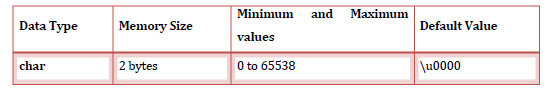 Data Type Memory Size Minimum and Maximum values Default Value
char 2 bytes 0 to 65538 \u0000